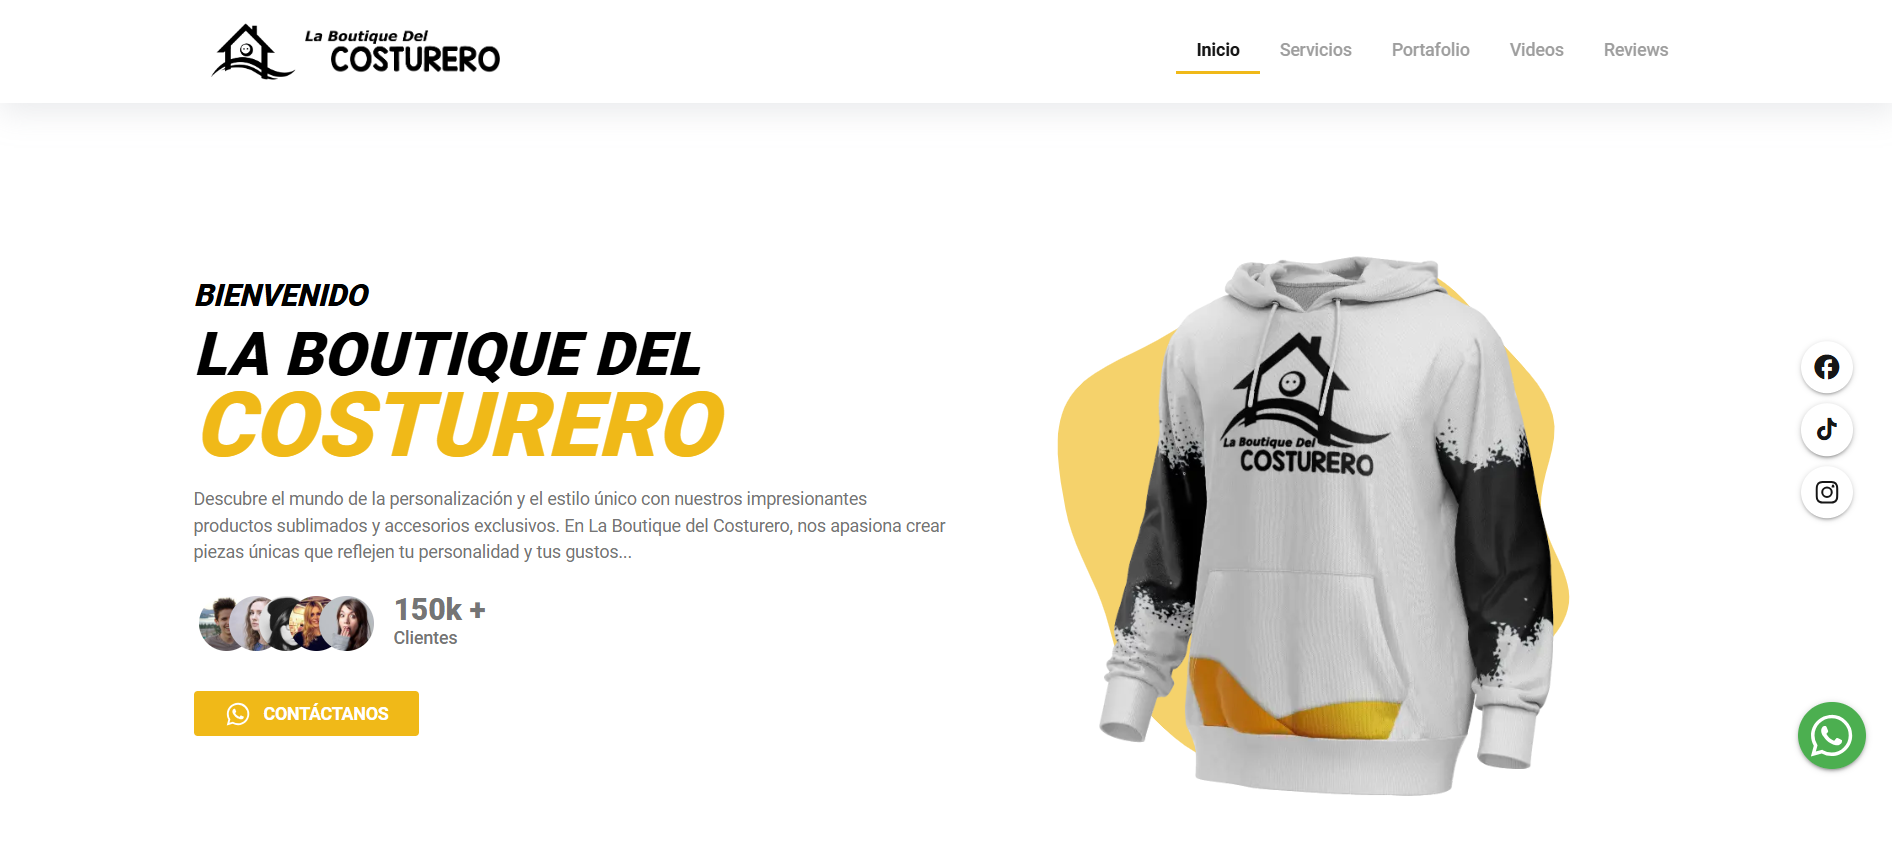 La Boutique Del
COSTURERO
Inicio
Servicios
Portafolio
Videos
Reviews
BIENVENIDO
LA BOUTIQUE DEL
COSTURERO
Descubre el mundo de la personalización y el estilo único con nuestros impresionantes
productos sublimados y accesorios exclusivos. En La Boutique del Costurero, nos apasiona crear
piezas únicas que reflejen tu personalidad y tus gustos...
150k +
Clientes
CONTÁCTANOS
La Boutique Del
COSTURERO